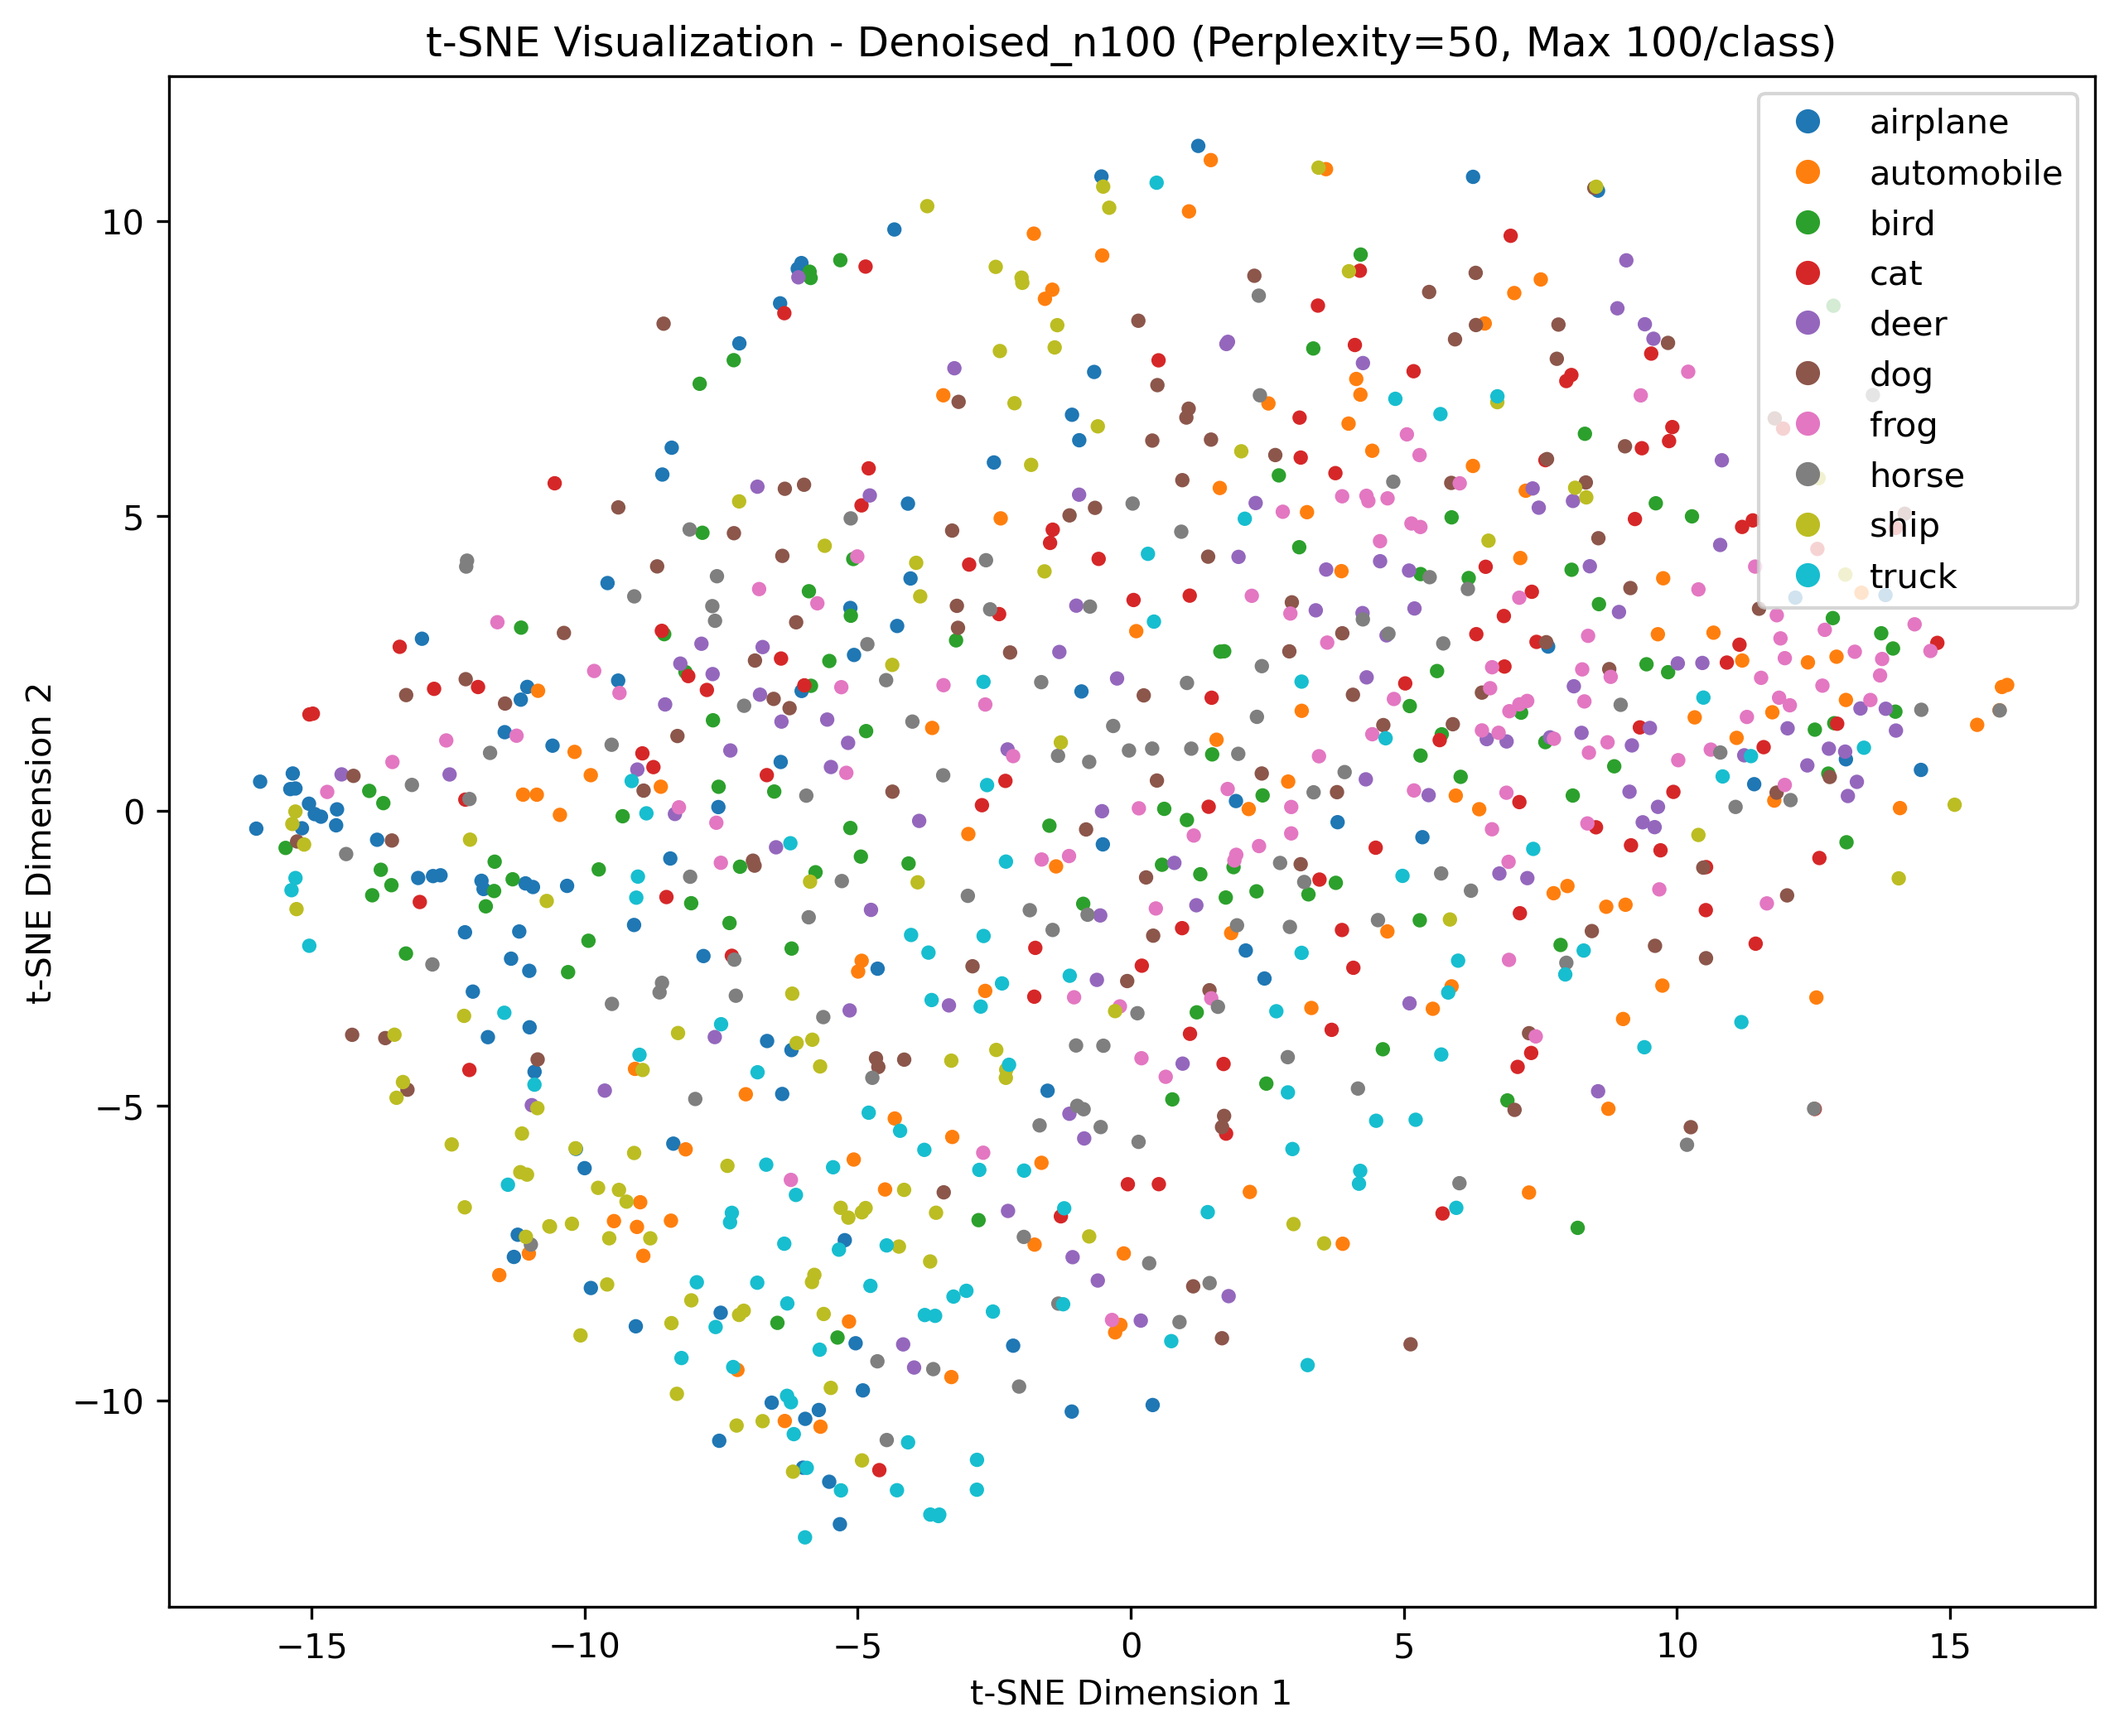 t-SNE Visualization - Denoised_n100 (Perplexity=50, Max 100/class)
airplane
automobile
bird
cat
deer
dog
frog
horse
ship
truck
10
5
0
−5
−10
t-SNE Dimension 2
−15
−10
−5
0
5
10
15
t-SNE Dimension 1